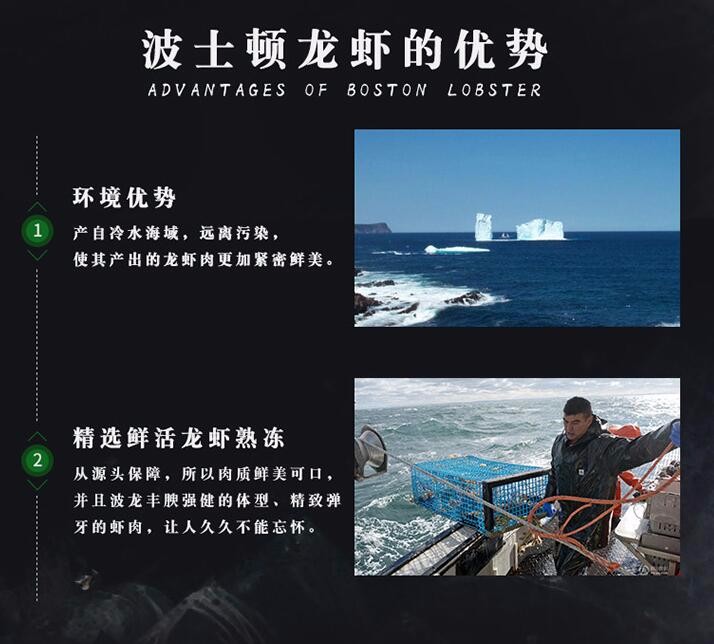 波士顿龙虾的优势
ADVANTAGES OF BOSTON LOBSTER
1
环境优势
产自冷水海域，远离污染，
使其产出的龙虾肉更加紧密鲜美。
2
精选鲜活龙虾熟冻
从源头保障，所以肉质鲜美可口，
并且波龙丰腴强健的体型、精致弹
牙的虾肉，让人久久不能忘怀。